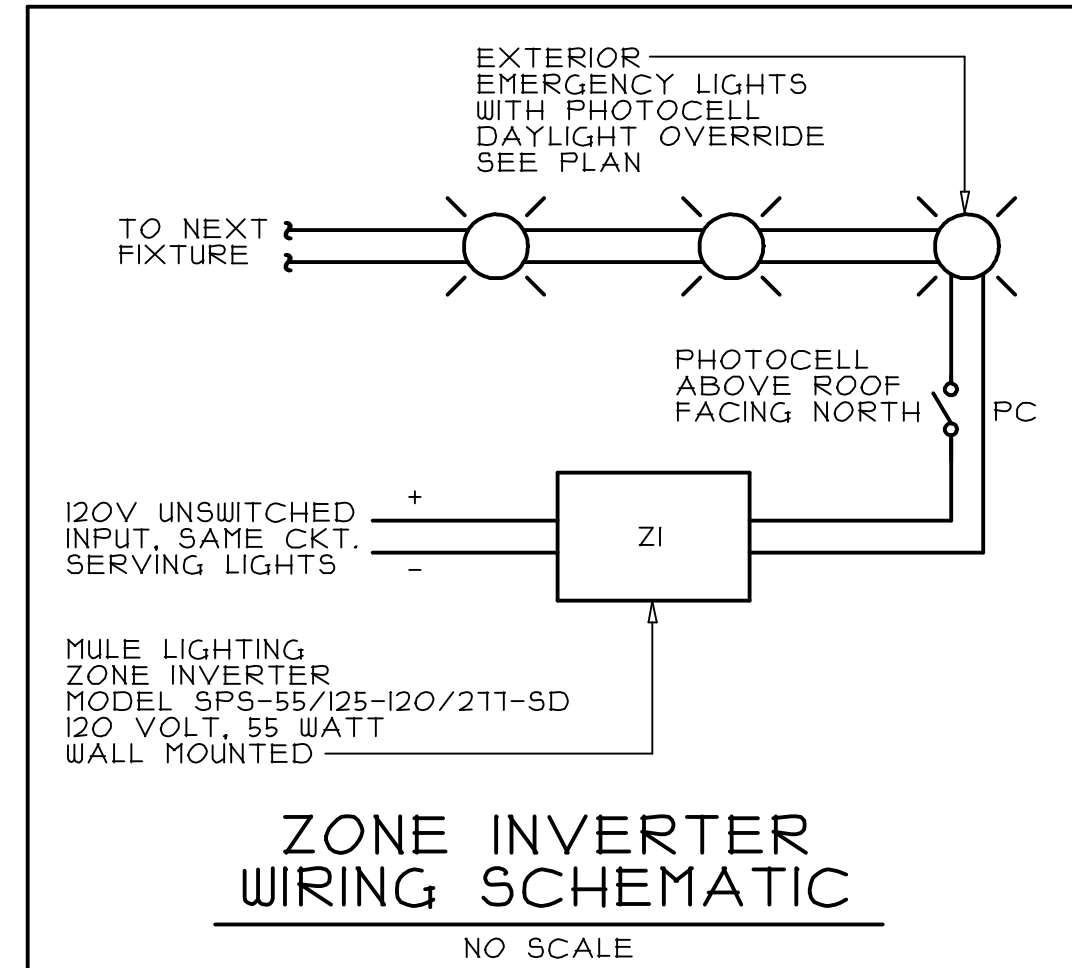 EXTERIOR
EMERGENCY LIGHTS
WITH PHOTOCELL
DAYLIGHT OVERRIDE
SEE PLAN
TO NEXT
FIXTURE
PHOTOCELL
ABOVE ROOF
FACING NORTH
PC
120V UNSWITCHED
INPUT, SAME CKT.
SERVING LIGHTS
+
-
ZI
MULE LIGHTING
ZONE INVERTER
MODEL SPS-55/125-120/277-SD
120 VOLT, 55 WATT
WALL MOUNTED
ZONE INVERTER
WIRING SCHEMATIC
NO SCALE